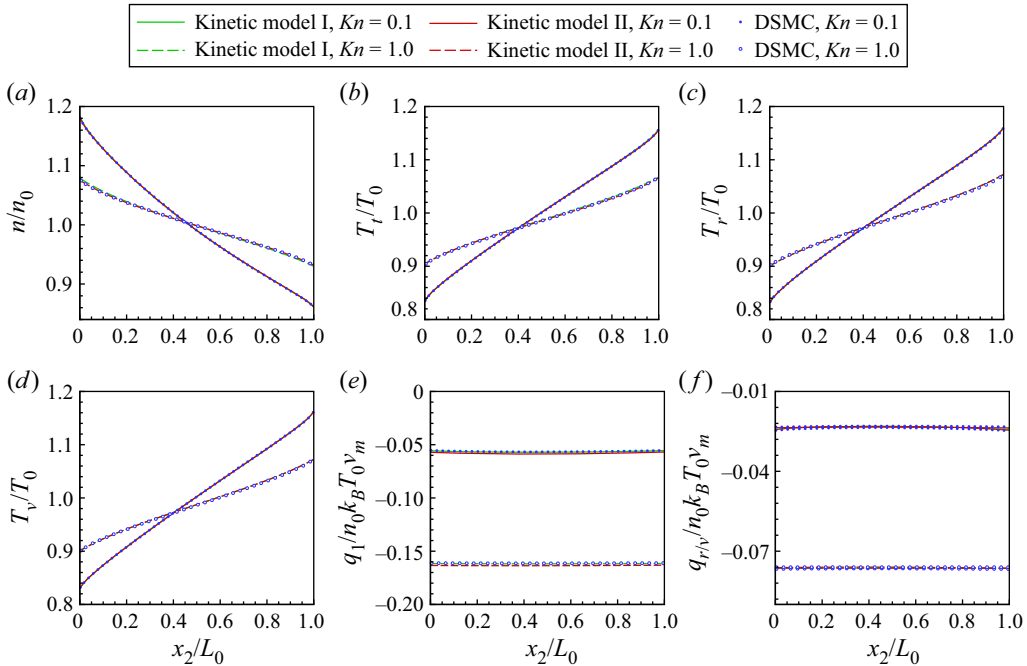 Kinetic model I, Kn = 0.1 Kinetic model II, Kn = 0.1 DSMC, Kn = 0.1
Kinetic model I, Kn = 1.0 Kinetic model II, Kn = 1.0 DSMC, Kn = 1.0
(a) (b) (c)
1.2 1.2 1.2
1.1 1.1 1.1
n/n0 Tt/T0 Tr/T0
1.0 1.0 1.0
0.9 0.9 0.9
0.8 0.8
0 0.2 0.4 0.6 0.8 1.0 0 0.2 0.4 0.6 0.8 1.0 0 0.2 0.4 0.6 0.8 1.0
(d) (e) (f)
1.2 0 –0.01
1.1 –0.05 –0.04
Tv/T0 q1/n0kBT0vm qr/v/n0kBT0vm
1.0 –0.10
0.9 –0.15 –0.07
0.8 –0.20
0 0.2 0.4 0.6 0.8 1.0 0 0.2 0.4 0.6 0.8 1.0 0 0.2 0.4 0.6 0.8 1.0
x2/L0 x2/L0 x2/L0